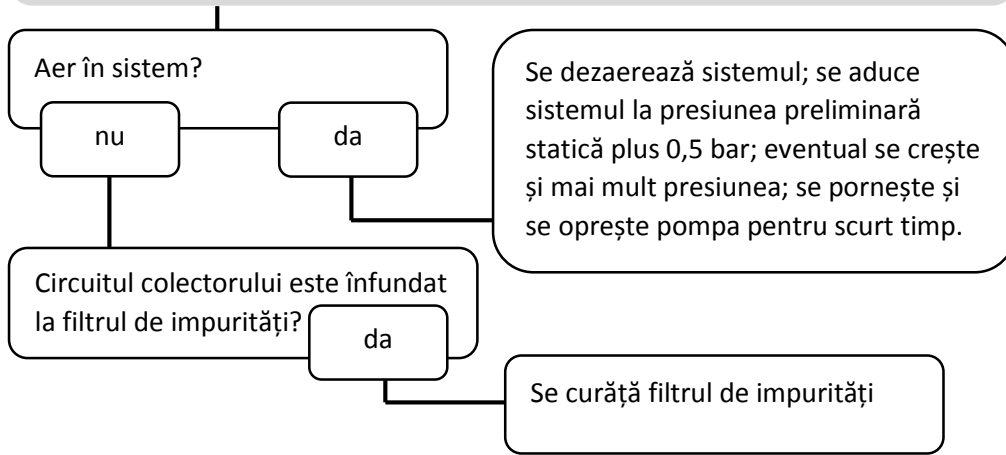 Aer în sistem?
nu
da
Se dezaerează sistemul; se aduce
sistemul la presiunea preliminară
statică plus 0,5 bar; eventual se crește
și mai mult presiunea; se pornește și
se oprește pompa pentru scurt timp.
Circuitul colectorului este înfundat
la filtrul de impurități?
da
Se curăță filtrul de impurități